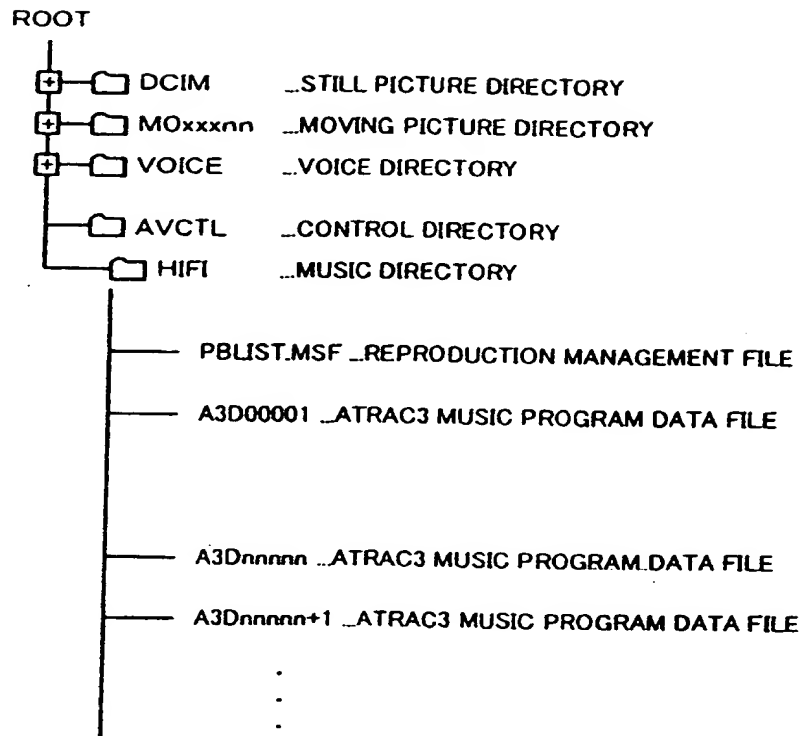 ROOT
DCIM ...STILL PICTURE DIRECTORY
MOxxxnn ...MOVING PICTURE DIRECTORY
VOICE ...VOICE DIRECTORY
AVCTL ...CONTROL DIRECTORY
HIFI ...MUSIC DIRECTORY
PBLIST.MSF ...REPRODUCTION MANAGEMENT FILE
A3D00001 ...ATRAC3 MUSIC PROGRAM DATA FILE
A3Dnnnnn ...ATRAC3 MUSIC PROGRAM DATA FILE
A3Dnnnnn+1 ...ATRAC3 MUSIC PROGRAM DATA FILE